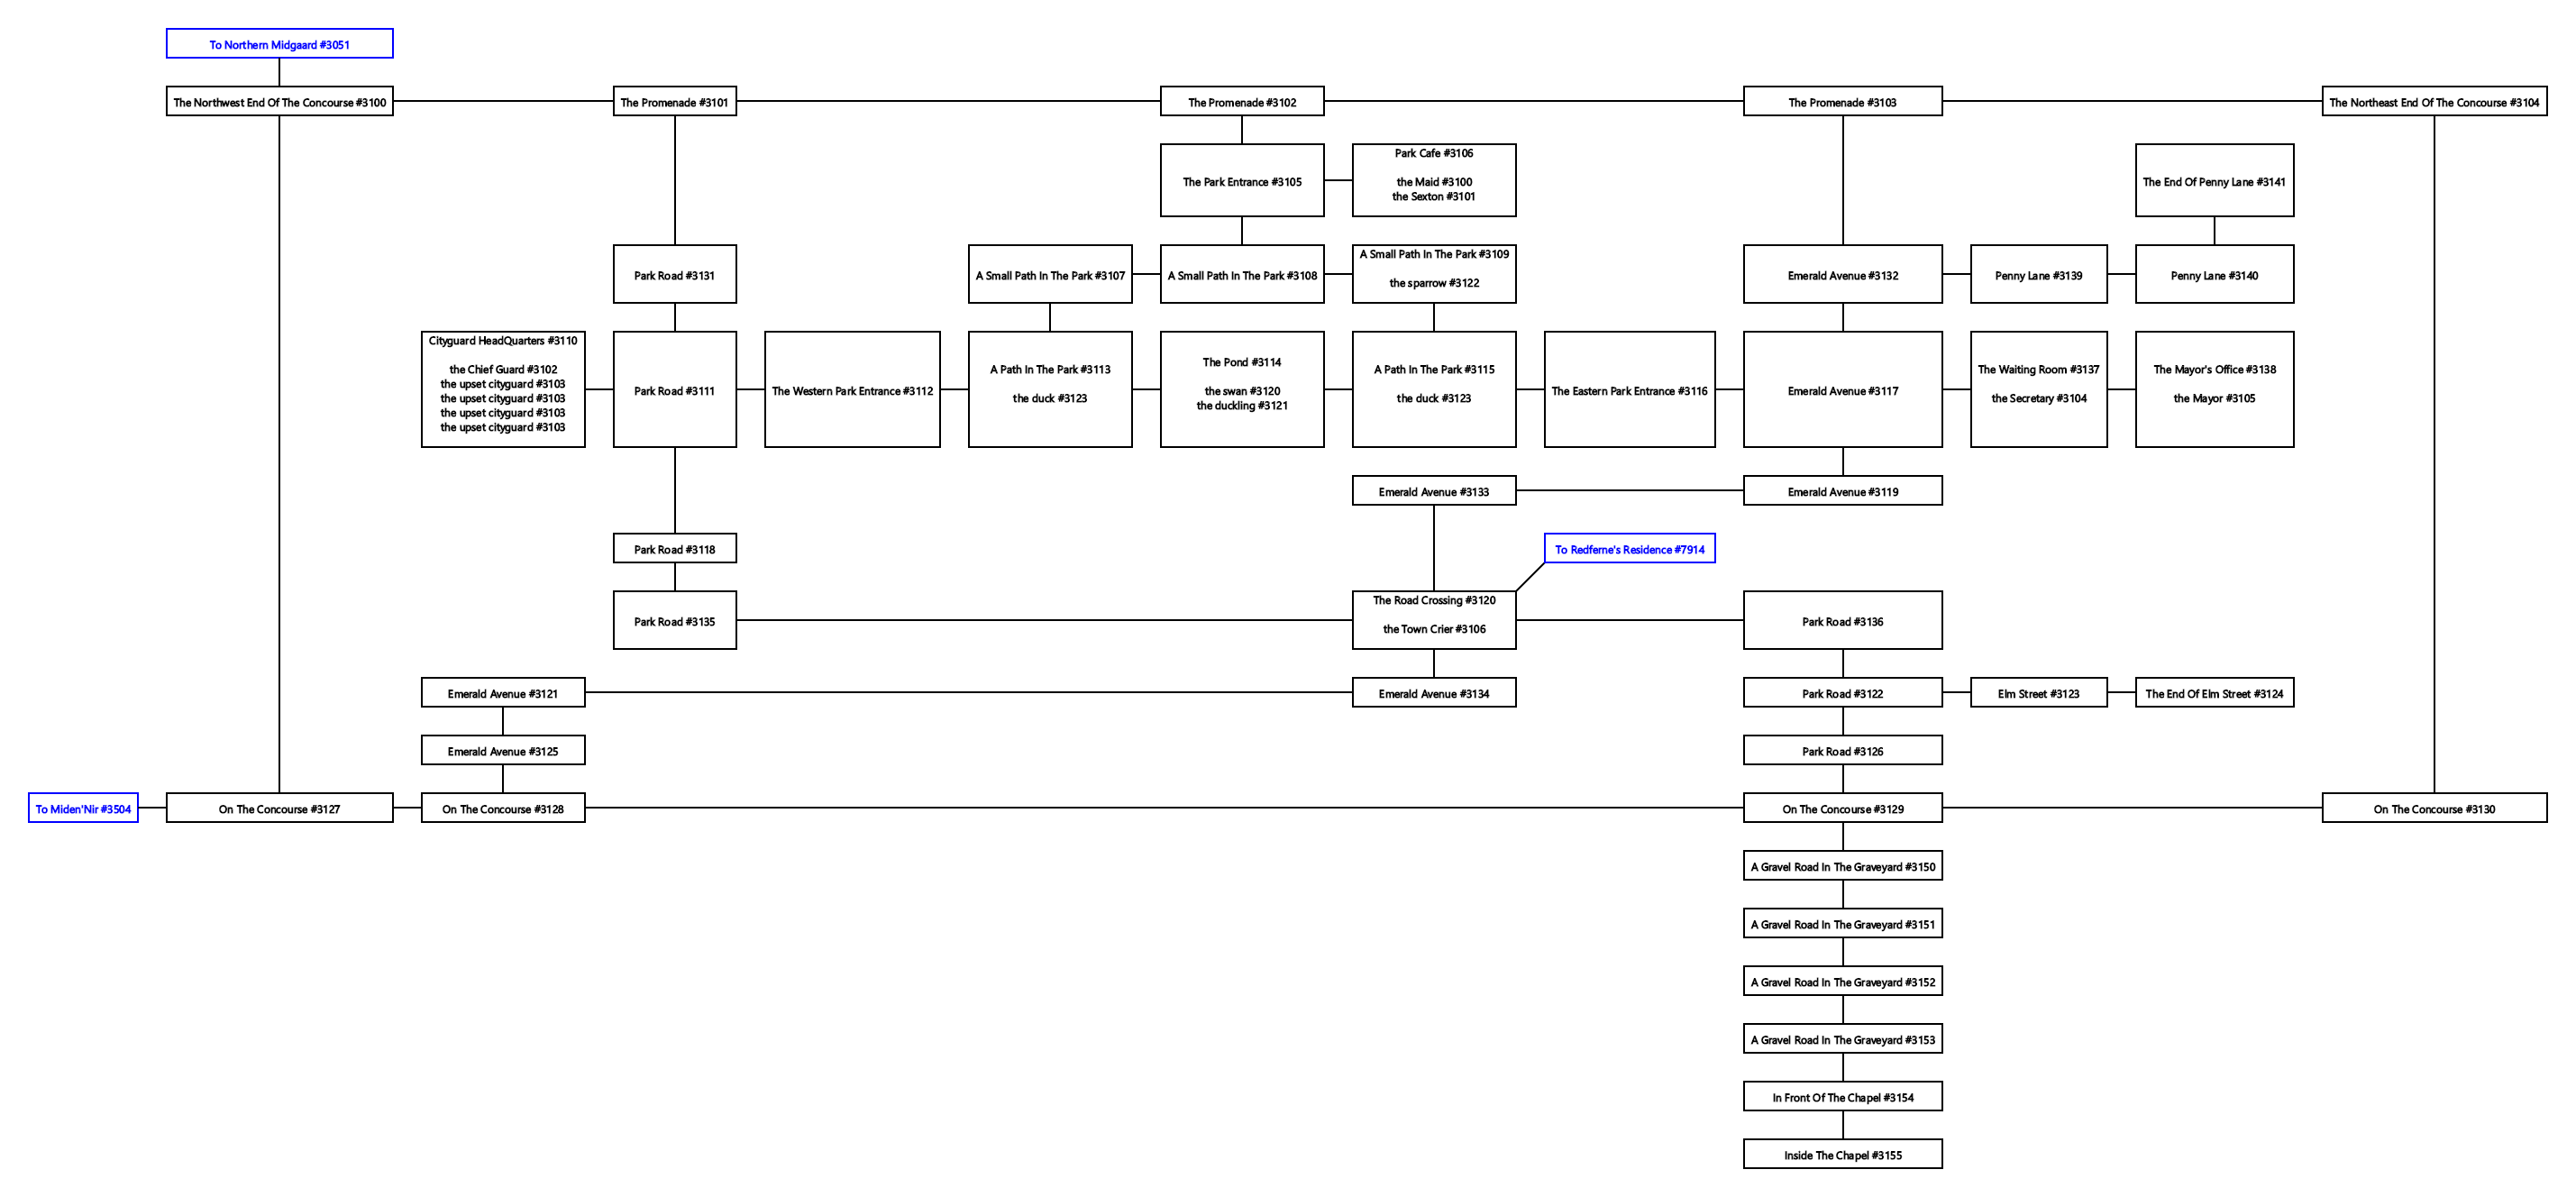 To Northern Midgaard #3051
The Northwest End Of The Concourse #3100
The Promenade #3101
The Promenade #3102
The Promenade #3103
The Northeast End Of The Concourse #3104
The Park Entrance #3105
Park Cafe #3106
the Maid #3100
the Sexton #3101
The End Of Penny Lane #3141
Park Road #3131
A Small Path In The Park #3107
A Small Path In The Park #3108
A Small Path In The Park #3109
the sparrow #3122
Emerald Avenue #3132
Penny Lane #3139
Penny Lane #3140
Cityguard HeadQuarters #3110
the Chief Guard #3102
the upset cityguard #3103
the upset cityguard #3103
the upset cityguard #3103
the upset cityguard #3103
Park Road #3111
The Western Park Entrance #3112
A Path In The Park #3113
the duck #3123
The Pond #3114
the swan #3120
the duckling #3121
A Path In The Park #3115
the duck #3123
The Eastern Park Entrance #3116
Emerald Avenue #3117
The Waiting Room #3137
the Secretary #3104
The Mayor's Office #3138
the Mayor #3105
Emerald Avenue #3133
Emerald Avenue #3119
Park Road #3118
To Redferne's Residence #7914
Park Road #3135
The Road Crossing #3120
the Town Crier #3106
Park Road #3136
Emerald Avenue #3121
Emerald Avenue #3134
Park Road #3122
Elm Street #3123
The End Of Elm Street #3124
Emerald Avenue #3125
Park Road #3126
To Miden'Nir #3504
On The Concourse #3127
On The Concourse #3128
On The Concourse #3129
On The Concourse #3130
A Gravel Road In The Graveyard #3150
A Gravel Road In The Graveyard #3151
A Gravel Road In The Graveyard #3152
A Gravel Road In The Graveyard #3153
In Front Of The Chapel #3154
Inside The Chapel #3155